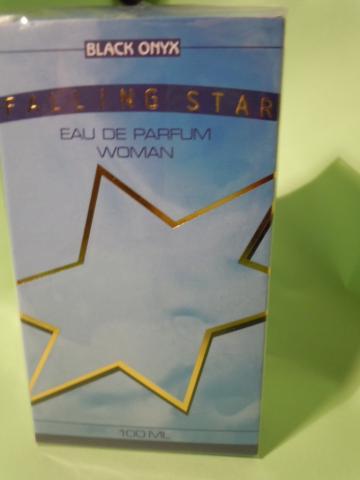 BLACK ONYX
FALLING STAR
EAU DE PARFUM
WOMAN
100 ML